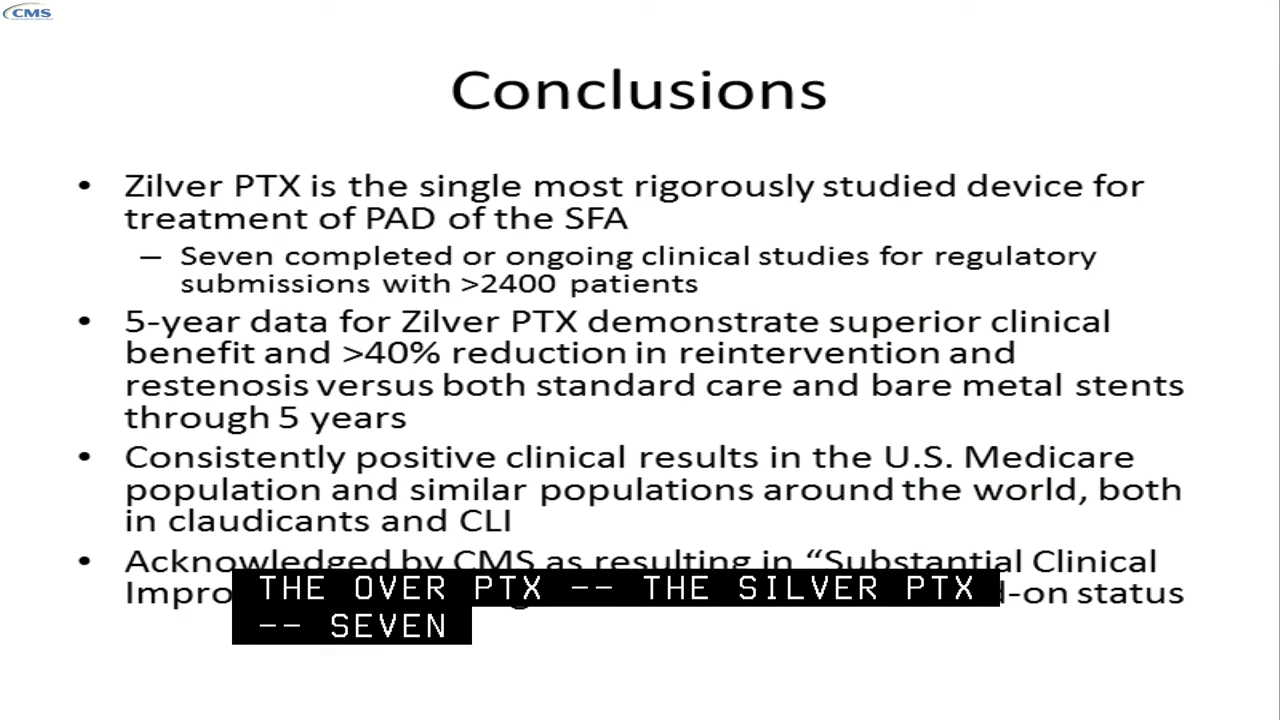 CMS
Conclusions
• Zilver PTX is the single most rigorously studied device for
treatment of PAD of the SFA
– Seven completed or ongoing clinical studies for regulatory
submissions with >2400 patients
• 5-year data for Zilver PTX demonstrate superior clinical
benefit and >40% reduction in reintervention and
restenosis versus both standard care and bare metal stents
through 5 years
• Consistently positive clinical results in the U.S. Medicare
population and similar populations around the world, both
in claudicants and CLI
• Acknowledged by CMS as resulting in “Substantial Clinical
-on status
THE OVER PTX -- THE SILVER PTX
-- SEVEN